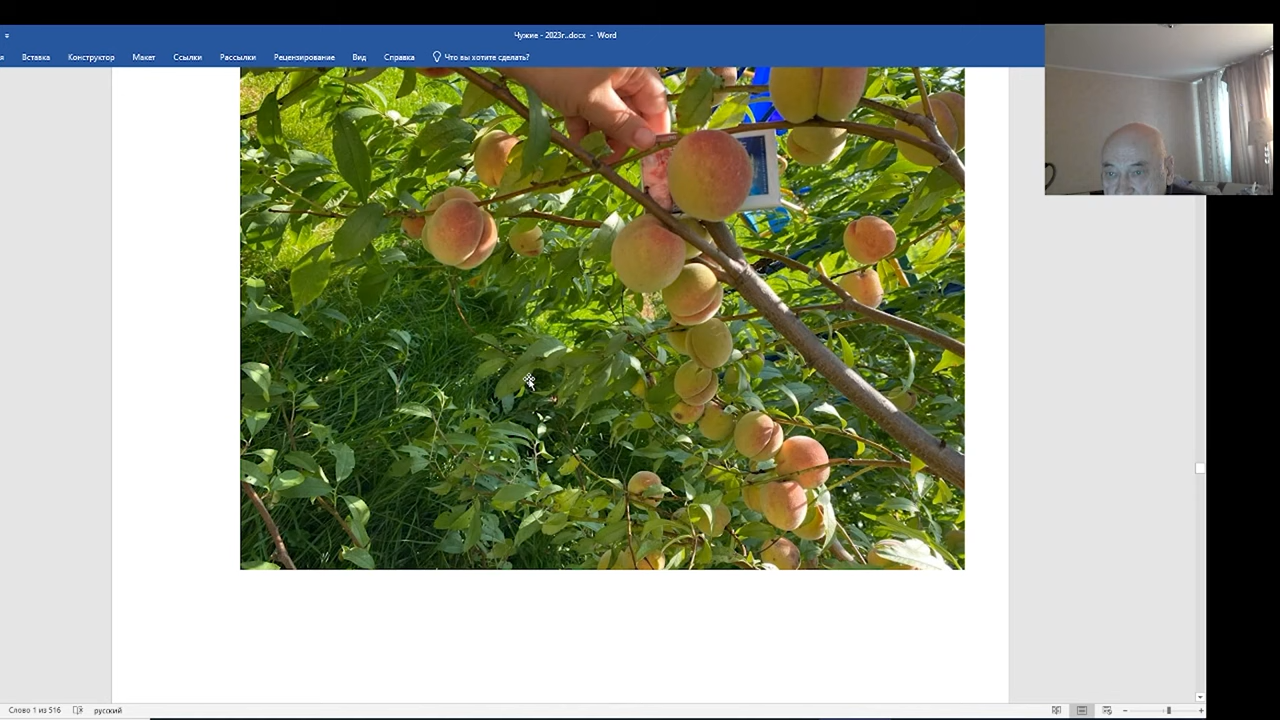 Чужие - 2023г..docx - Word
я Вставка Конструктор Макет Ссылки Рассылки Рецензирование Вид Справка Что вы хотите сделать?
Слово 1 из 516 русский